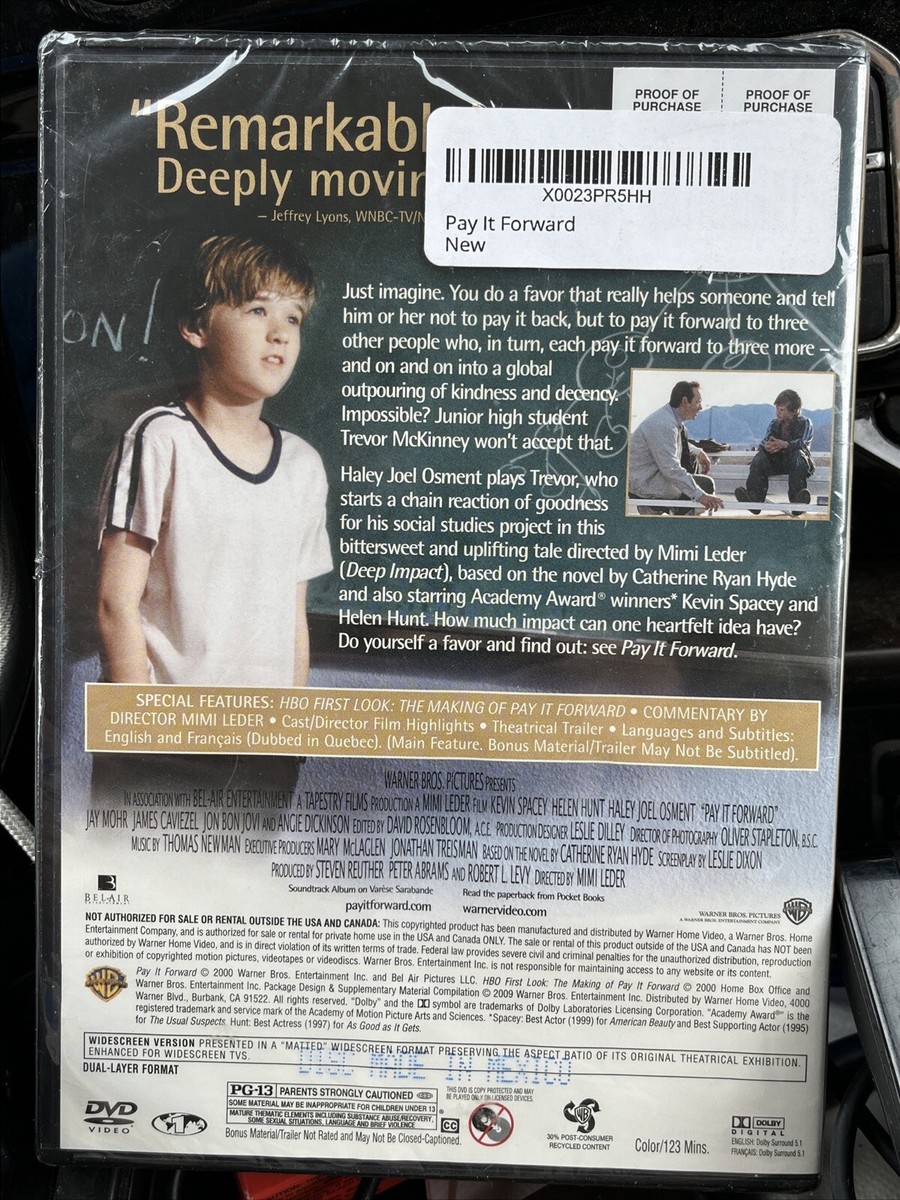 PROOF OF
PURCHASE
PROOF OF
PURCHASE
"Remarkabl
Deeply movin
– Jeffrey Lyons, WNBC-TV/N
X0023PR5HH
Pay It Forward
New
ON!
Just imagine. You do a favor that really helps someone and tell
him or her not to pay it back, but to pay it forward to three
other people who, in turn, each pay it forward to three more –
and on and on into a global
outpouring of kindness and decency.
Impossible? Junior high student
Trevor McKinney won't accept that.
Haley Joel Osment plays Trevor, who
starts a chain reaction of goodness
for his social studies project in this
bittersweet and uplifting tale directed by Mimi Leder
(Deep Impact), based on the novel by Catherine Ryan Hyde
and also starring Academy Award® winners* Kevin Spacey and
Helen Hunt. How much impact can one heartfelt idea have?
Do yourself a favor and find out: see Pay It Forward.
SPECIAL FEATURES: HBO FIRST LOOK: THE MAKING OF PAY IT FORWARD • COMMENTARY BY
DIRECTOR MIMI LEDER • Cast/Director Film Highlights • Theatrical Trailer • Languages and Subtitles:
English and Français (Dubbed in Quebec). (Main Feature. Bonus Material/Trailer May Not Be Subtitled).
WARNER BROS. PICTURES PRESENTS
IN ASSOCIATION WITH BEL-AIR ENTERTAINMENT A TAPESTRY FILMS PRODUCTION A MIMI LEDER FILM KEVIN SPACEY HELEN HUNT HALEY JOEL OSMENT "PAY IT FORWARD"
JAY MOHR JAMES CAVIEZEL JON BON JOVI AND ANGIE DICKINSON EDITED BY DAVID ROSENBLOOM, A.C.E. PRODUCTION DESIGNER LESLIE DILLEY DIRECTOR OF PHOTOGRAPHY OLIVER STAPLETON, B.S.C.
MUSIC BY THOMAS NEWMAN EXECUTIVE PRODUCERS MARY McLAGLEN JONATHAN TREISMAN BASED ON THE NOVEL BY CATHERINE RYAN HYDE SCREENPLAY BY LESLIE DIXON
PRODUCED BY STEVEN REUTHER PETER ABRAMS AND ROBERT L. LEVY DIRECTED BY MIMI LEDER
Soundtrack Album on Varèse Sarabande
Read the paperback from Pocket Books
payitforward.com
warnervideo.com
BELAIR
WARNER BROS. PICTURES
A WARNER BROS. ENTERTAINMENT COMPANY
NOT AUTHORIZED FOR SALE OR RENTAL OUTSIDE THE USA AND CANADA: This copyrighted product has been manufactured and distributed by Warner Home Video, a Warner Bros. Home
Entertainment Company, and is authorized for sale or rental for private home use in the USA and Canada ONLY. The sale or rental of this product outside of the USA and Canada has NOT been
authorized by Warner Home Video, and is in direct violation of its written terms of trade. Federal law provides severe civil and criminal penalties for the unauthorized distribution, reproduction
or exhibition of copyrighted motion pictures, videotapes or videodiscs. Warner Bros. Entertainment Inc. is not responsible for maintaining access to any website or its content.
Pay It Forward © 2000 Warner Bros. Entertainment Inc. and Bel Air Pictures LLC. HBO First Look: The Making of Pay It Forward © 2000 Home Box Office and
Warner Bros. Entertainment Inc. Package Design & Supplementary Material Compilation © 2009 Warner Bros. Entertainment Inc. Distributed by Warner Home Video, 4000
Warner Blvd., Burbank, CA 91522. All rights reserved. "Dolby" and the DD symbol are trademarks of Dolby Laboratories Licensing Corporation. "Academy Award®" is the
registered trademark and service mark of the Academy of Motion Picture Arts and Sciences. *Spacey: Best Actor (1999) for American Beauty and Best Supporting Actor (1995)
for The Usual Suspects. Hunt: Best Actress (1997) for As Good as It Gets.
WIDESCREEN VERSION PRESENTED IN A "MATTED" WIDESCREEN FORMAT PRESERVING THE ASPECT RATIO OF ITS ORIGINAL THEATRICAL EXHIBITION.
ENHANCED FOR WIDESCREEN TVS.
DISC MADE IN MEXICO
DUAL-LAYER FORMAT
DVD
VIDEO
PG-13 PARENTS STRONGLY CAUTIONED
SOME MATERIAL MAY BE INAPPROPRIATE FOR CHILDREN UNDER 13
MATURE THEMATIC ELEMENTS INCLUDING SUBSTANCE ABUSE/RECOVERY,
SOME SEXUAL SITUATIONS, LANGUAGE AND BRIEF VIOLENCE
Bonus Material/Trailer Not Rated and May Not Be Closed-Captioned.
CC
THIS DVD IS COPY PROTECTED AND MAY
BE PLAYED ONLY ON LICENSED DEVICES.
30% POST-CONSUMER
RECYCLED CONTENT
Color/123 Mins.
DOLBY
DIGITAL
ENGLISH: Dolby Surround 5.1
FRANÇAIS: Dolby Surround 5.1